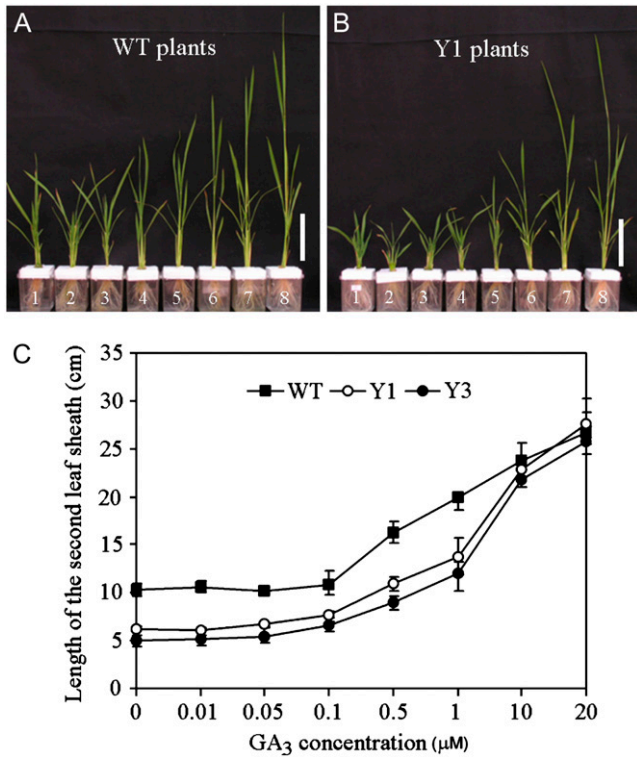 A
WT plants
1 2 3 4 5 6 7 8
B
Y1 plants
1 2 3 4 5 6 7 8
C
Length of the second leaf sheath (cm)
35
30
25
20
15
10
5
0
WT Y1 Y3
0 0.01 0.05 0.1 0.5 1 10 20
GA₃ concentration (μM)